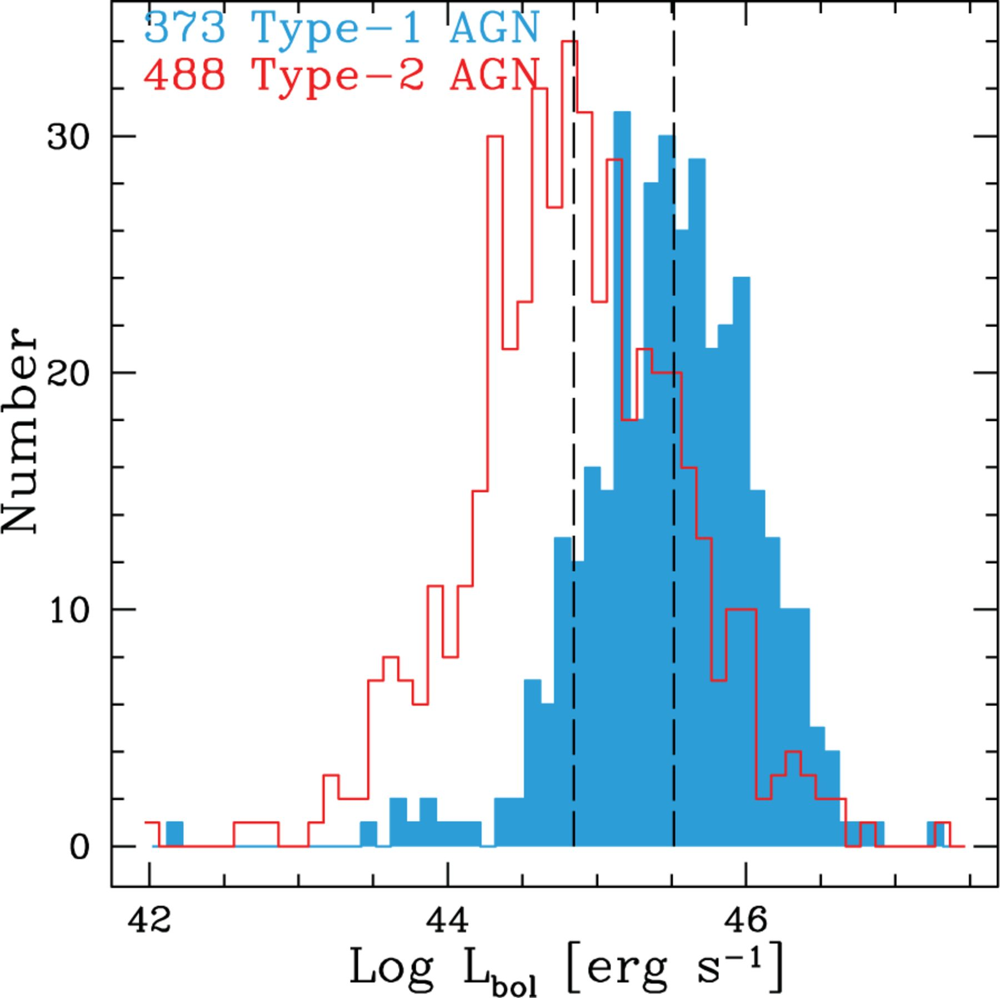 373 Type-1 AGN
488 Type-2 AGN
30
20
10
0
Number
42 44 46
Log L_bol [erg s⁻¹]